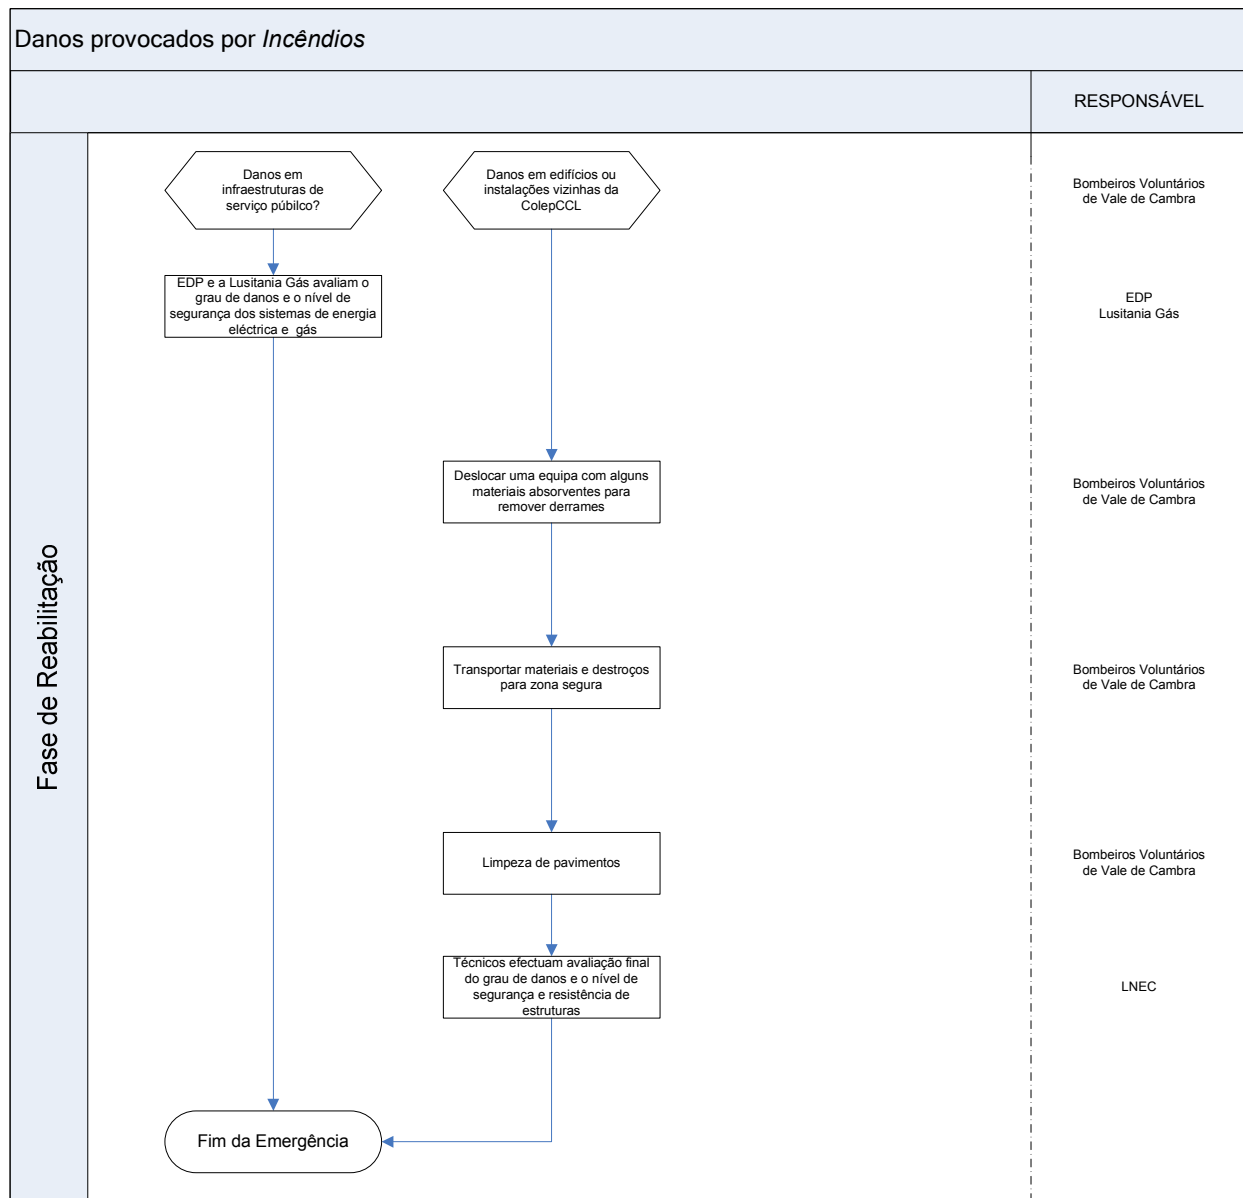 Danos provocados por Incêndios
RESPONSÁVEL
Fase de Reabilitação
Danos em
infraestruturas de
serviço púbilco?
Danos em edifícios ou
instalações vizinhas da
ColepCCL
Bombeiros Voluntários
de Vale de Cambra
EDP e a Lusitania Gás avaliam o
grau de danos e o nível de
segurança dos sistemas de energia
eléctrica e gás
EDP
Lusitania Gás
Deslocar uma equipa com alguns
materiais absorventes para
remover derrames
Bombeiros Voluntários
de Vale de Cambra
Transportar materiais e destroços
para zona segura
Bombeiros Voluntários
de Vale de Cambra
Limpeza de pavimentos
Bombeiros Voluntários
de Vale de Cambra
Técnicos efectuam avaliação final
do grau de danos e o nível de
segurança e resistência de
estruturas
LNEC
Fim da Emergência